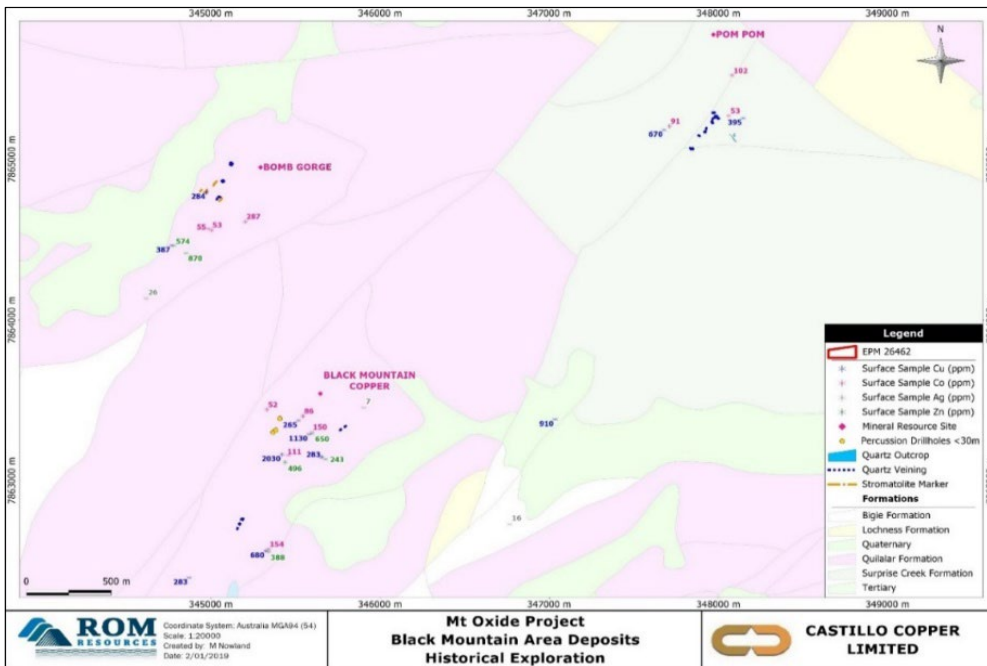 345000 m 346000 m 347000 m 348000 m 349000 m
POM POM
N
102
53
395
91
676
7865000 m
BOMB GORGE
284
287
55 53
574
387
878
26
7864000 m
BLACK MOUNTAIN
COPPER
7
52
86
265
150
1130 650
910
111
2030
283 243
496
7863000 m
16
154
680 188
283
0 500 m
Legend
EPM 26462
Surface Sample Cu (ppm)
Surface Sample Co (ppm)
Surface Sample Ag (ppm)
Surface Sample Zn (ppm)
Mineral Resource Site
Percussion Drillholes <30m
Quartz Outcrop
Quartz Veining
Stromatolite Marker
Formations
Bigie Formation
Lochness Formation
Quaternary
Quilalar Formation
Surprise Creek Formation
Tertiary
345000 m 346000 m 347000 m 348000 m 349000 m
ROM
RESOURCES
Coordinate System: Australia MGA94 (54)
Scale: 1:20000
Created by: M Nowland
Date: 2/01/2019
Mt Oxide Project
Black Mountain Area Deposits
Historical Exploration
CASTILLO COPPER
LIMITED